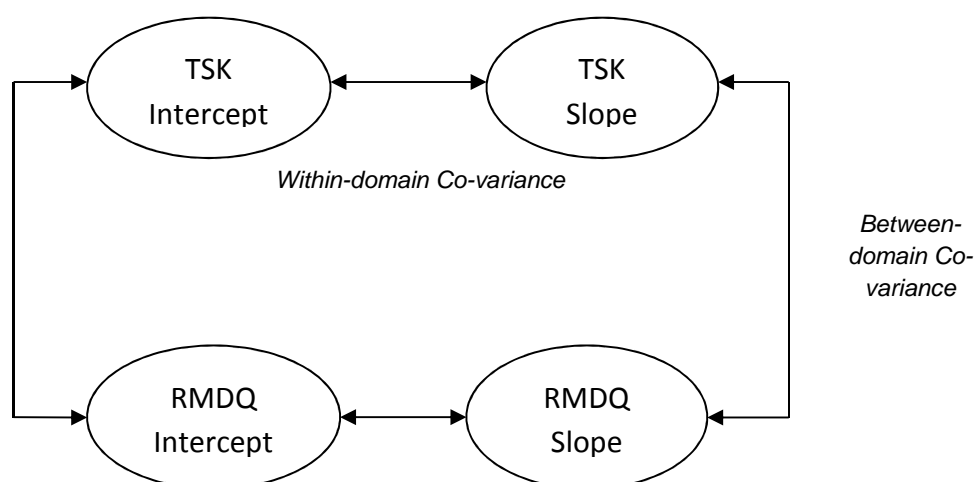 TSK
Intercept
TSK
Slope
Within-domain Co-variance
Between-
domain Co-
variance
RMDQ
Intercept
RMDQ
Slope